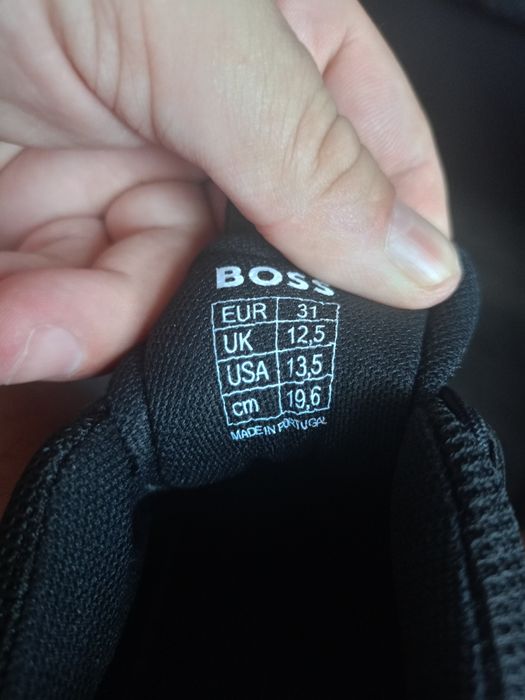 BOSS
EUR 31
UK 12,5
USA 13,5
cm 19,6
MADE IN PORTUGAL